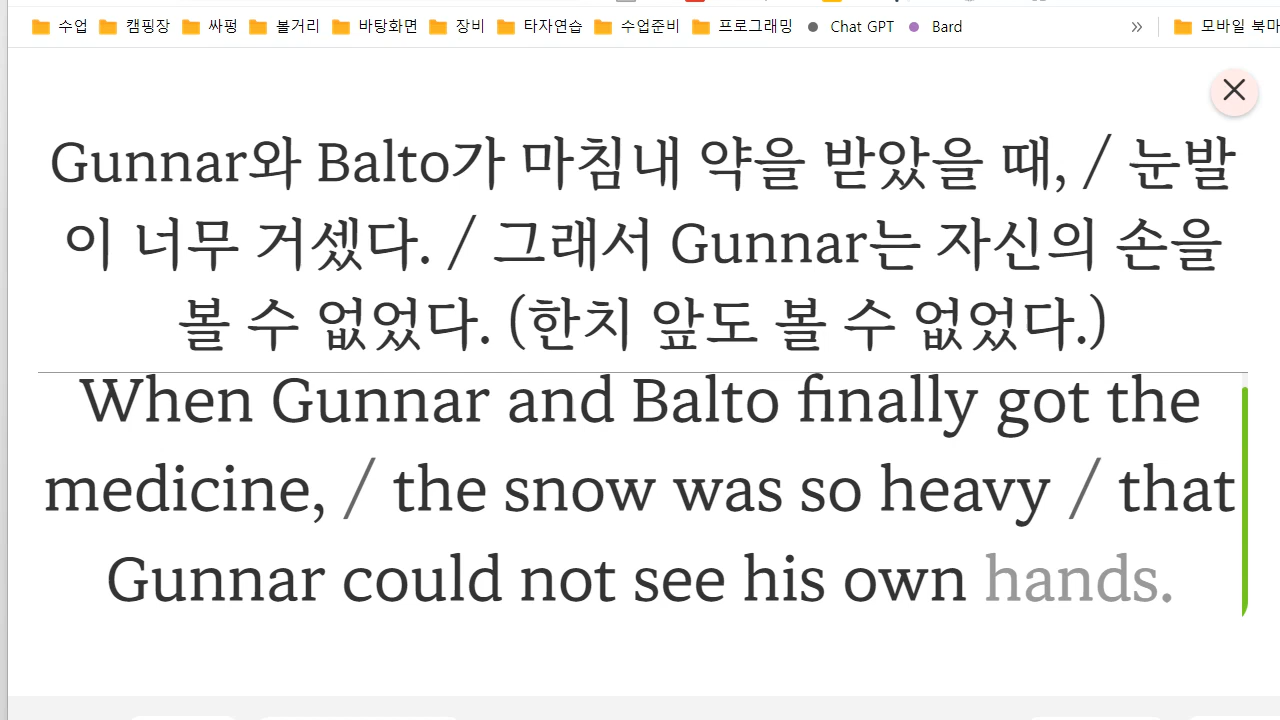 수업 캠핑장 싸펑 볼거리 바탕화면 장비 타자연습 수업준비 프로그래밍 Chat GPT Bard » 모바일 북마
Gunnar와 Balto가 마침내 약을 받았을 때, / 눈발
이 너무 거셌다. / 그래서 Gunnar는 자신의 손을
볼 수 없었다. (한치 앞도 볼 수 없었다.)
When Gunnar and Balto finally got the
medicine, / the snow was so heavy / that
Gunnar could not see his own hands.